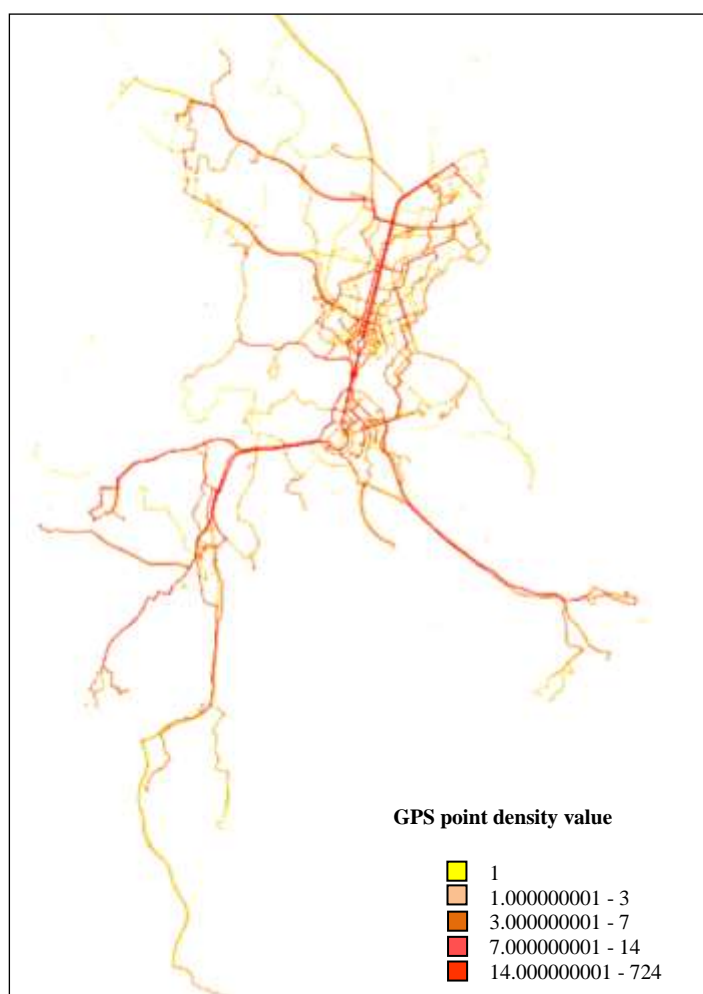 GPS point density value
1
1.000000001 - 3
3.000000001 - 7
7.000000001 - 14
14.000000001 - 724